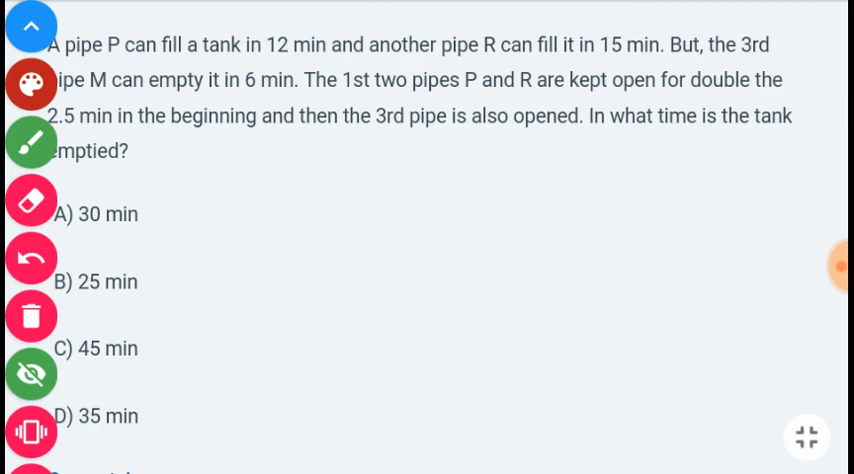 A pipe P can fill a tank in 12 min and another pipe R can fill it in 15 min. But, the 3rd
ipe M can empty it in 6 min. The 1st two pipes P and R are kept open for double the
2.5 min in the beginning and then the 3rd pipe is also opened. In what time is the tank
emptied?
A) 30 min
B) 25 min
C) 45 min
D) 35 min